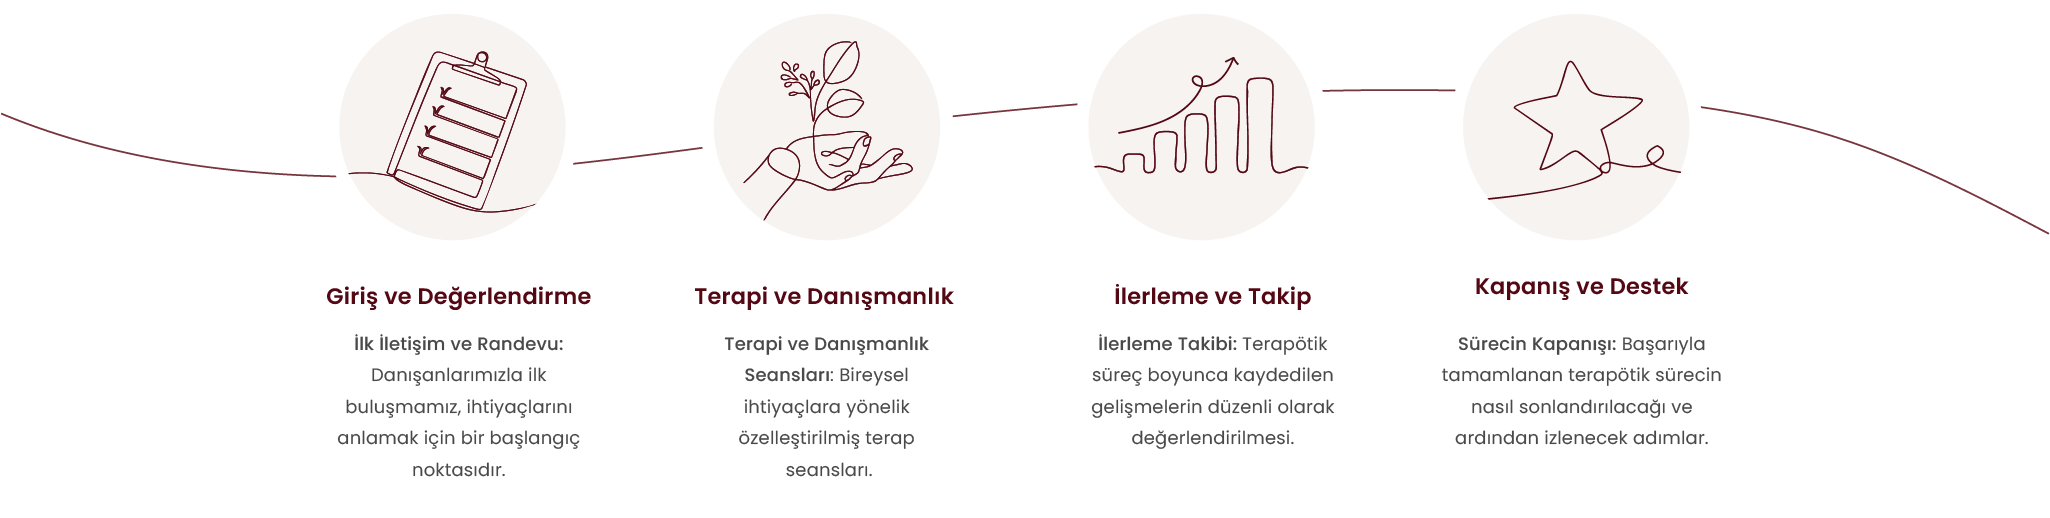 Giriş ve Değerlendirme
İlk İletişim ve Randevu:
Danışanlarımızla ilk
buluşmamız, ihtiyaçlarını
anlamak için bir başlangıç
noktasıdır.
Terapi ve Danışmanlık
Terapi ve Danışmanlık
Seansları: Bireysel
ihtiyaçlara yönelik
özelleştirilmiş terap
seansları.
İlerleme ve Takip
İlerleme Takibi: Terapötik
süreç boyunca kaydedilen
gelişmelerin düzenli olarak
değerlendirilmesi.
Kapanış ve Destek
Sürecin Kapanışı: Başarıyla
tamamlanan terapötik sürecin
nasıl sonlandırılacağı ve
ardından izlenecek adımlar.